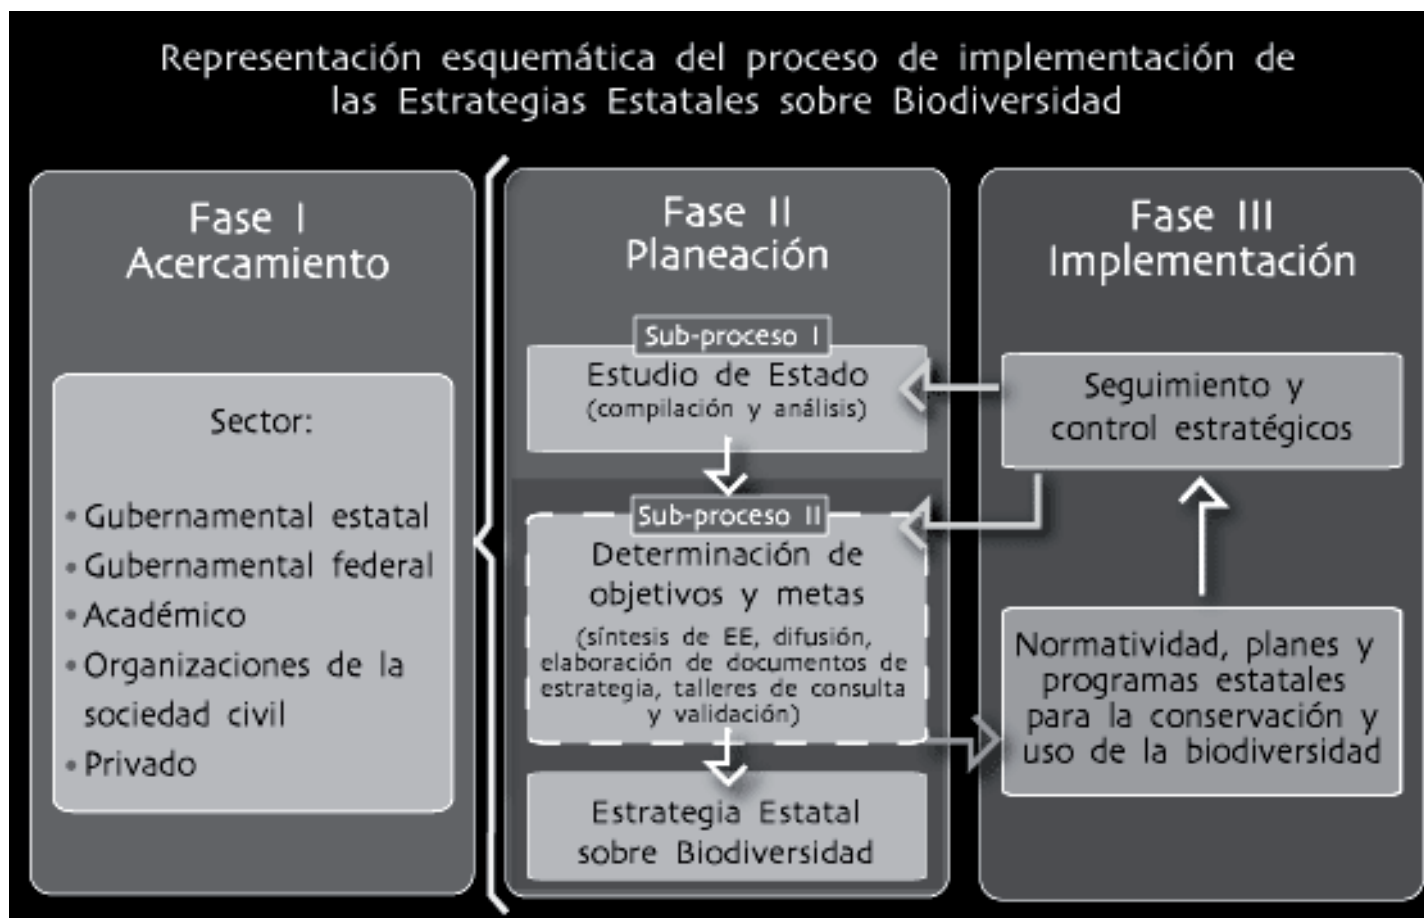 Representación esquemática del proceso de implementación de
las Estrategias Estatales sobre Biodiversidad
Fase I
Acercamiento
Sector:
• Gubernamental estatal
• Gubernamental federal
• Académico
• Organizaciones de la
sociedad civil
• Privado
Fase II
Planeación
Sub-proceso I
Estudio de Estado
(compilación y análisis)
Sub-proceso II
Determinación de
objetivos y metas
(síntesis de EE, difusión,
elaboración de documentos de
estrategia, talleres de consulta
y validación)
Estrategia Estatal
sobre Biodiversidad
Fase III
Implementación
Seguimiento y
control estratégicos
Normatividad, planes y
programas estatales
para la conservación y
uso de la biodiversidad